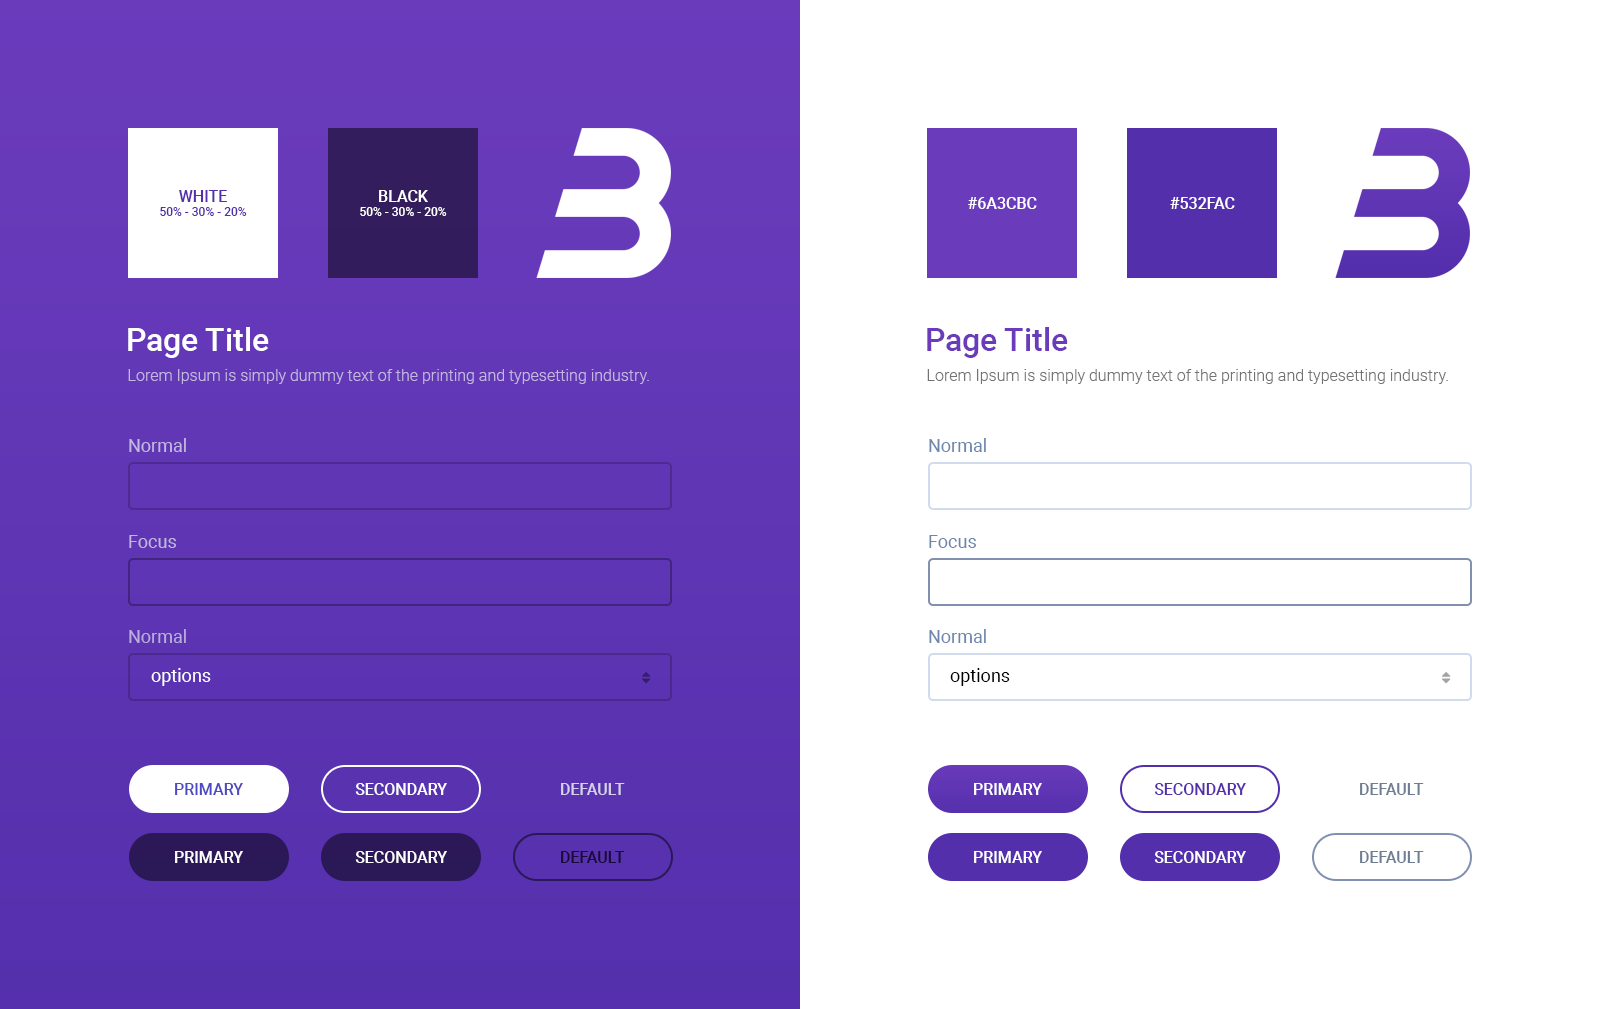 WHITE
50% - 30% - 20%
BLACK
50% - 30% - 20%
B
Page Title
Lorem Ipsum is simply dummy text of the printing and typesetting industry.
Normal
Focus
Normal
options
PRIMARY
SECONDARY
DEFAULT
PRIMARY
SECONDARY
DEFAULT
#6A3CBC
#532FAC
B
Page Title
Lorem Ipsum is simply dummy text of the printing and typesetting industry.
Normal
Focus
Normal
options
PRIMARY
SECONDARY
DEFAULT
PRIMARY
SECONDARY
DEFAULT